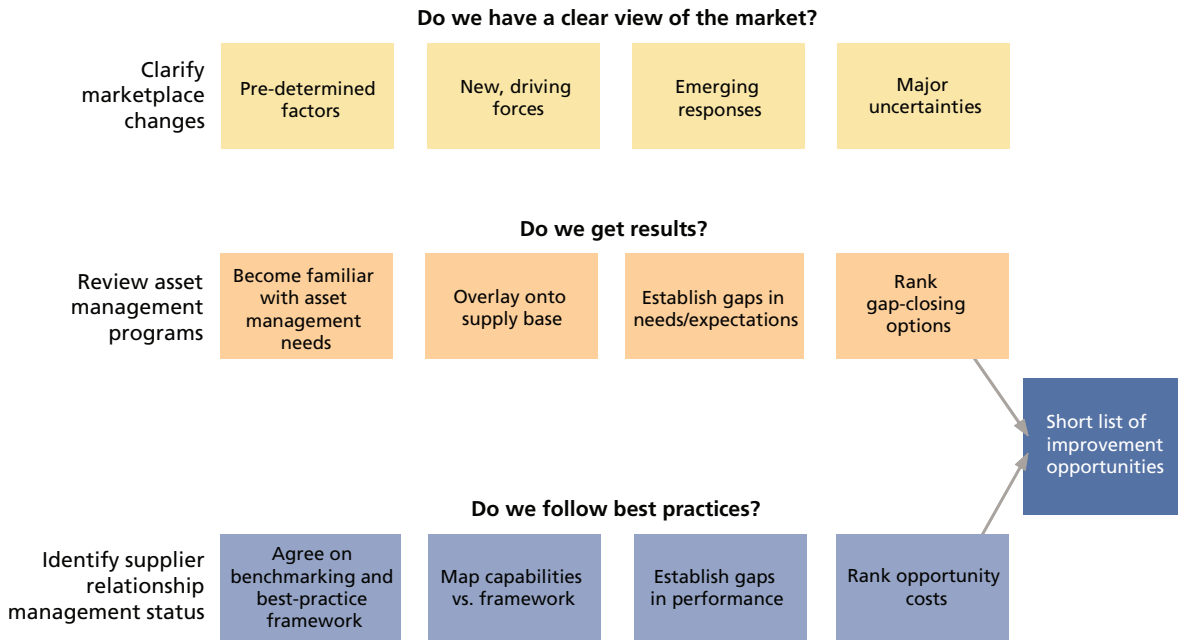 Do we have a clear view of the market?
Clarify
marketplace
changes
Pre-determined
factors
New, driving
forces
Emerging
responses
Major
uncertainties
Do we get results?
Review asset
management
programs
Become familiar
with asset
management
needs
Overlay onto
supply base
Establish gaps in
needs/expectations
Rank
gap-closing
options
Short list of
improvement
opportunities
Do we follow best practices?
Identify supplier
relationship
management status
Agree on
benchmarking and
best-practice
framework
Map capabilities
vs. framework
Establish gaps
in performance
Rank opportunity
costs